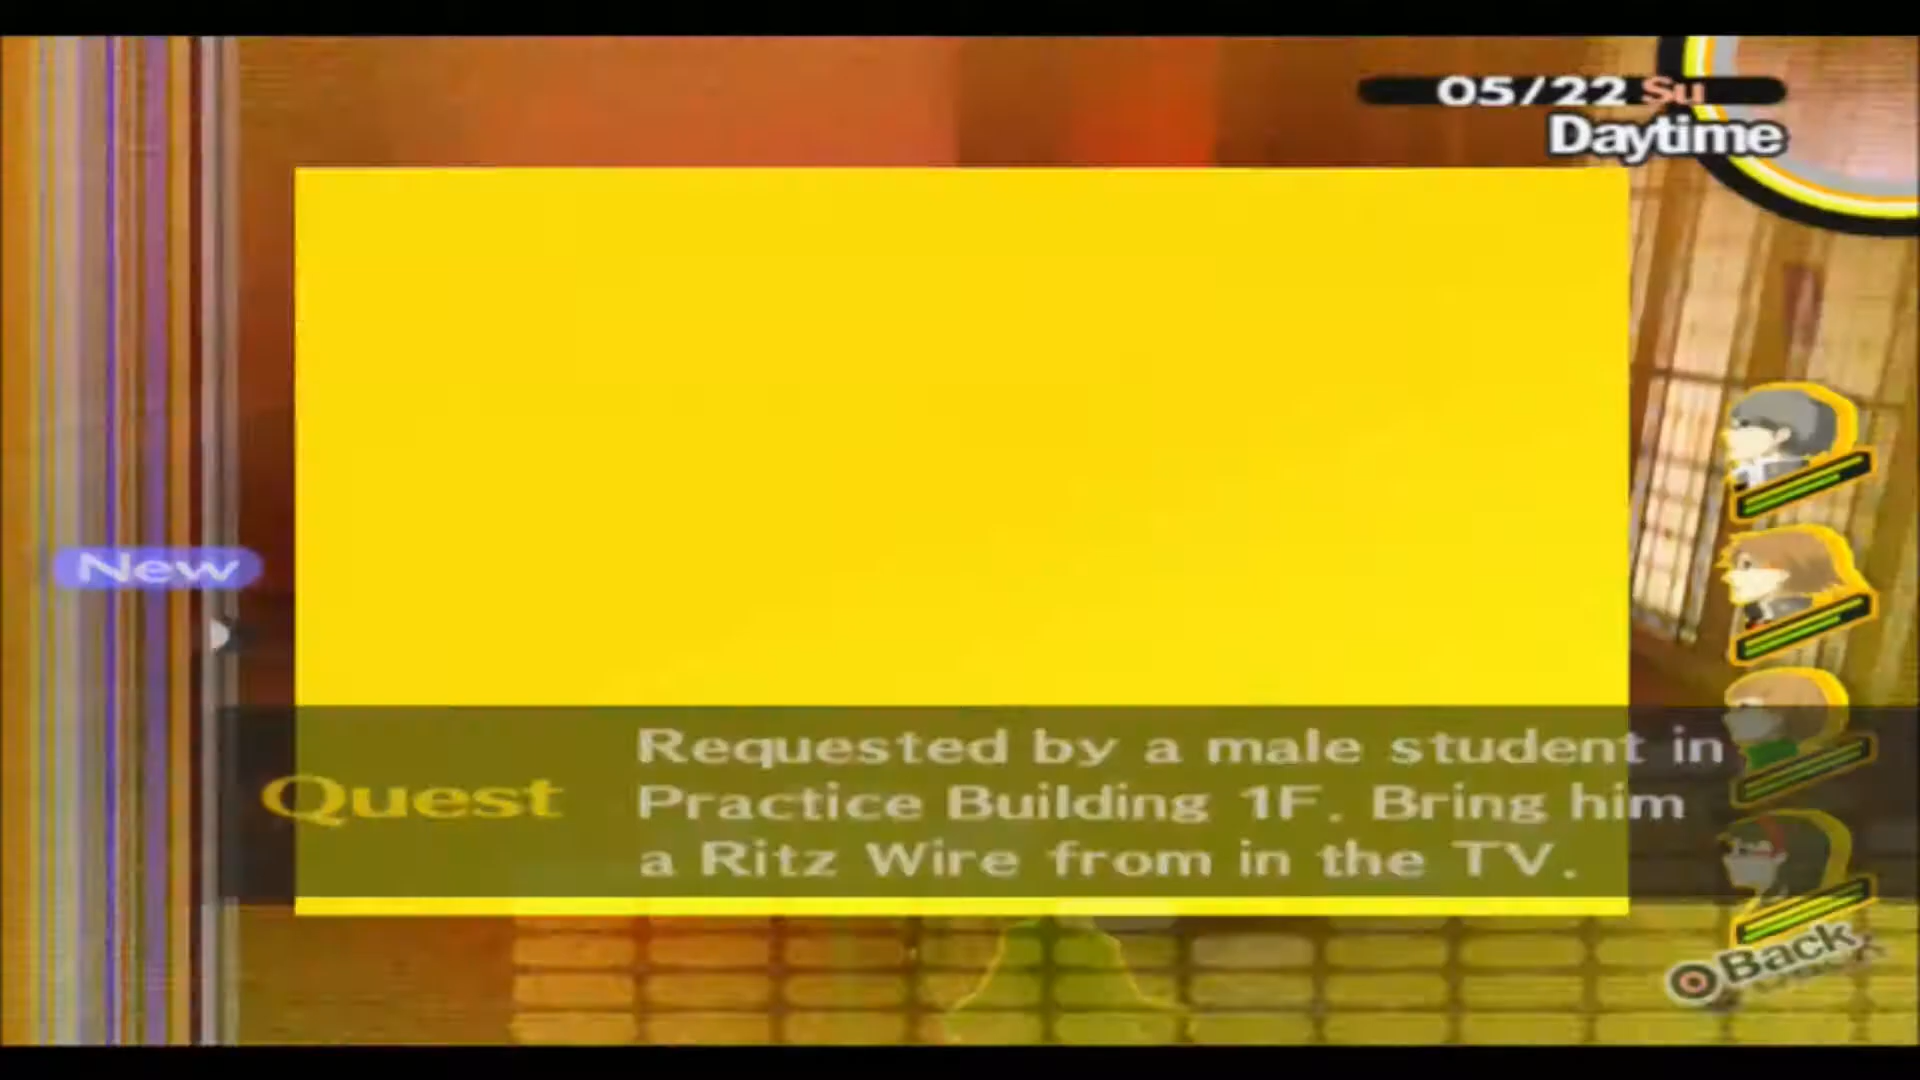 05/22 Su
Daytime
New
Quest
Requested by a male student in
Practice Building 1F. Bring him
a Ritz Wire from in the TV.
Back